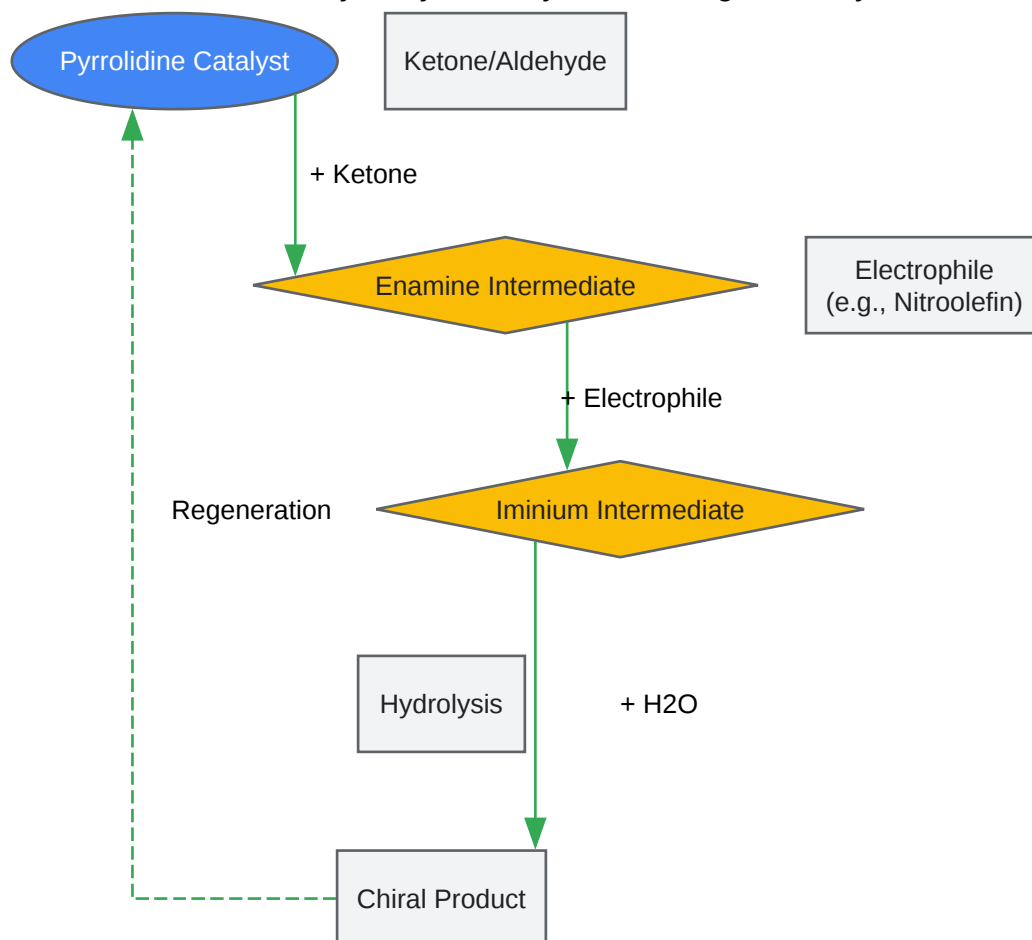 Pyrrolidine Catalyst
Ketone/Aldehyde
+ Ketone
Enamine Intermediate
Electrophile
(e.g., Nitroolefin)
+ Electrophile
Iminium Intermediate
Regeneration
Hydrolysis
+ H2O
Chiral Product